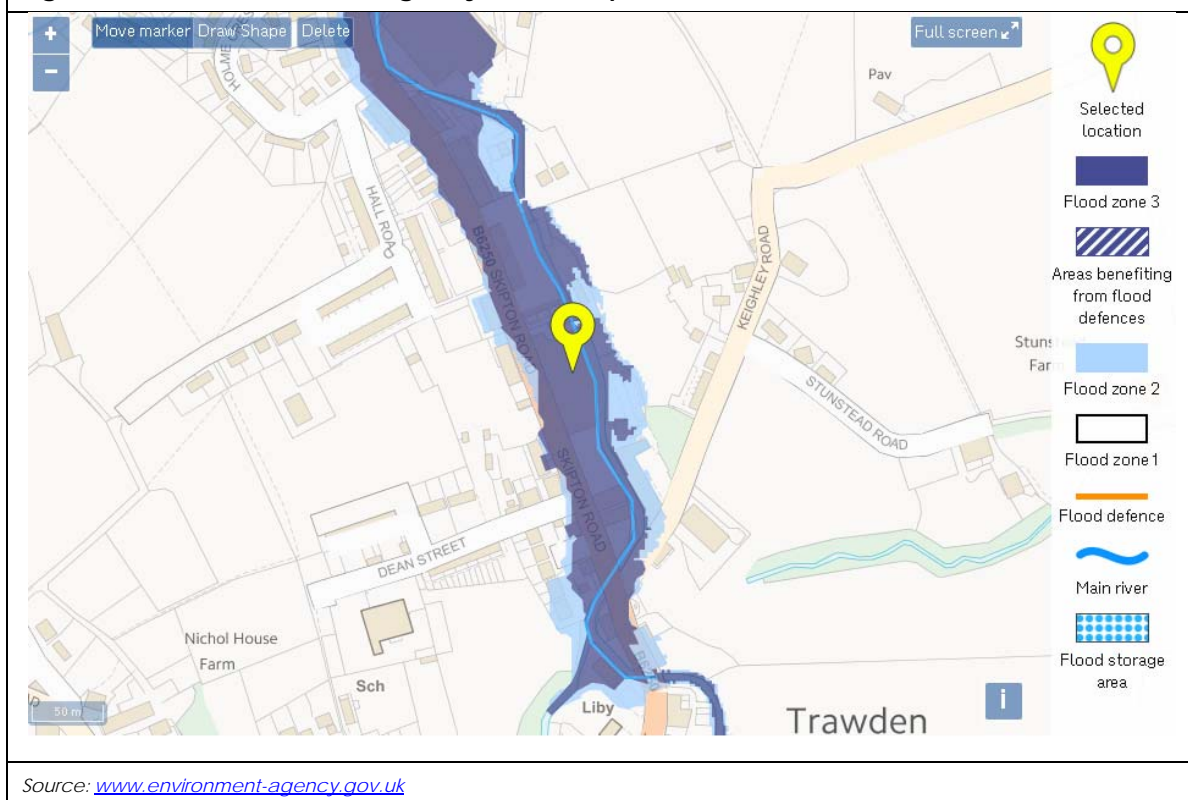 +
−
Move marker
Draw Shape
Delete
Full screen
HOLME
Pav
HALL ROAD
B6250 SKIPTON ROAD
KEIGHLEY ROAD
STUNSTEAD ROAD
Farm
SKIPTON ROAD
DEAN STREET
Nichol House
Farm
Sch
Liby
Trawden
50 m
i
Selected
location
Flood zone 3
Areas benefiting
from flood
defences
Flood zone 2
Flood zone 1
Flood defence
Main river
Flood storage
area
Source: www.environment-agency.gov.uk